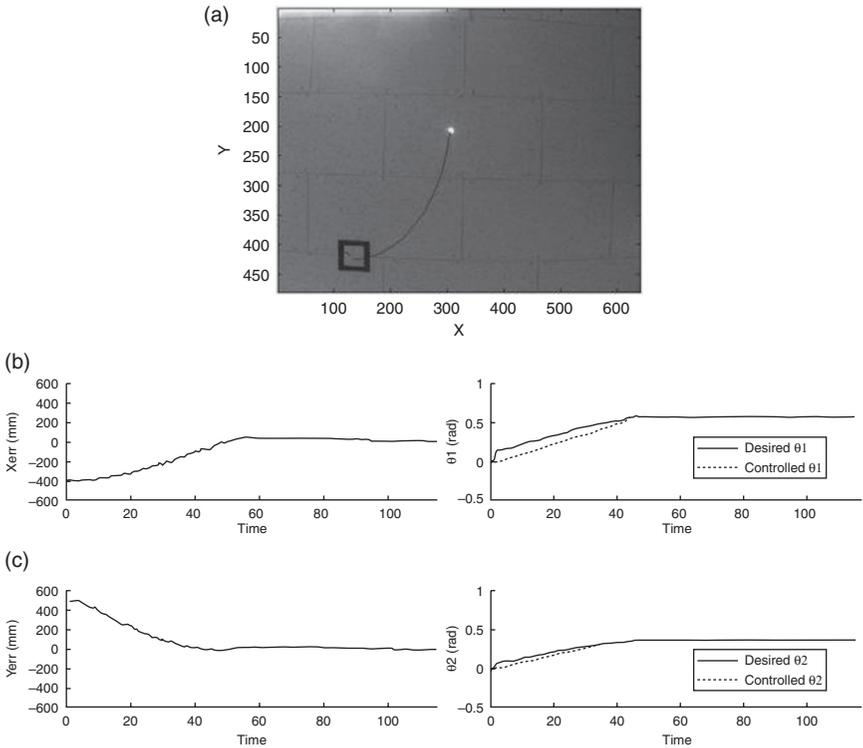 (a)
Y
50
100
150
200
250
300
350
400
450
100 200 300 400 500 600
X
(b)
Xerr (mm)
600
400
200
0
−200
−400
−600
0 20 40 60 80 100
Time
θ1 (rad)
1
0.5
0
−0.5
Desired θ1
Controlled θ1
0 20 40 60 80 100
Time
(c)
Yerr (mm)
600
400
200
0
−200
−400
−600
0 20 40 60 80 100
Time
θ2 (rad)
1
0.5
0
−0.5
Desired θ2
Controlled θ2
0 20 40 60 80 100
Time